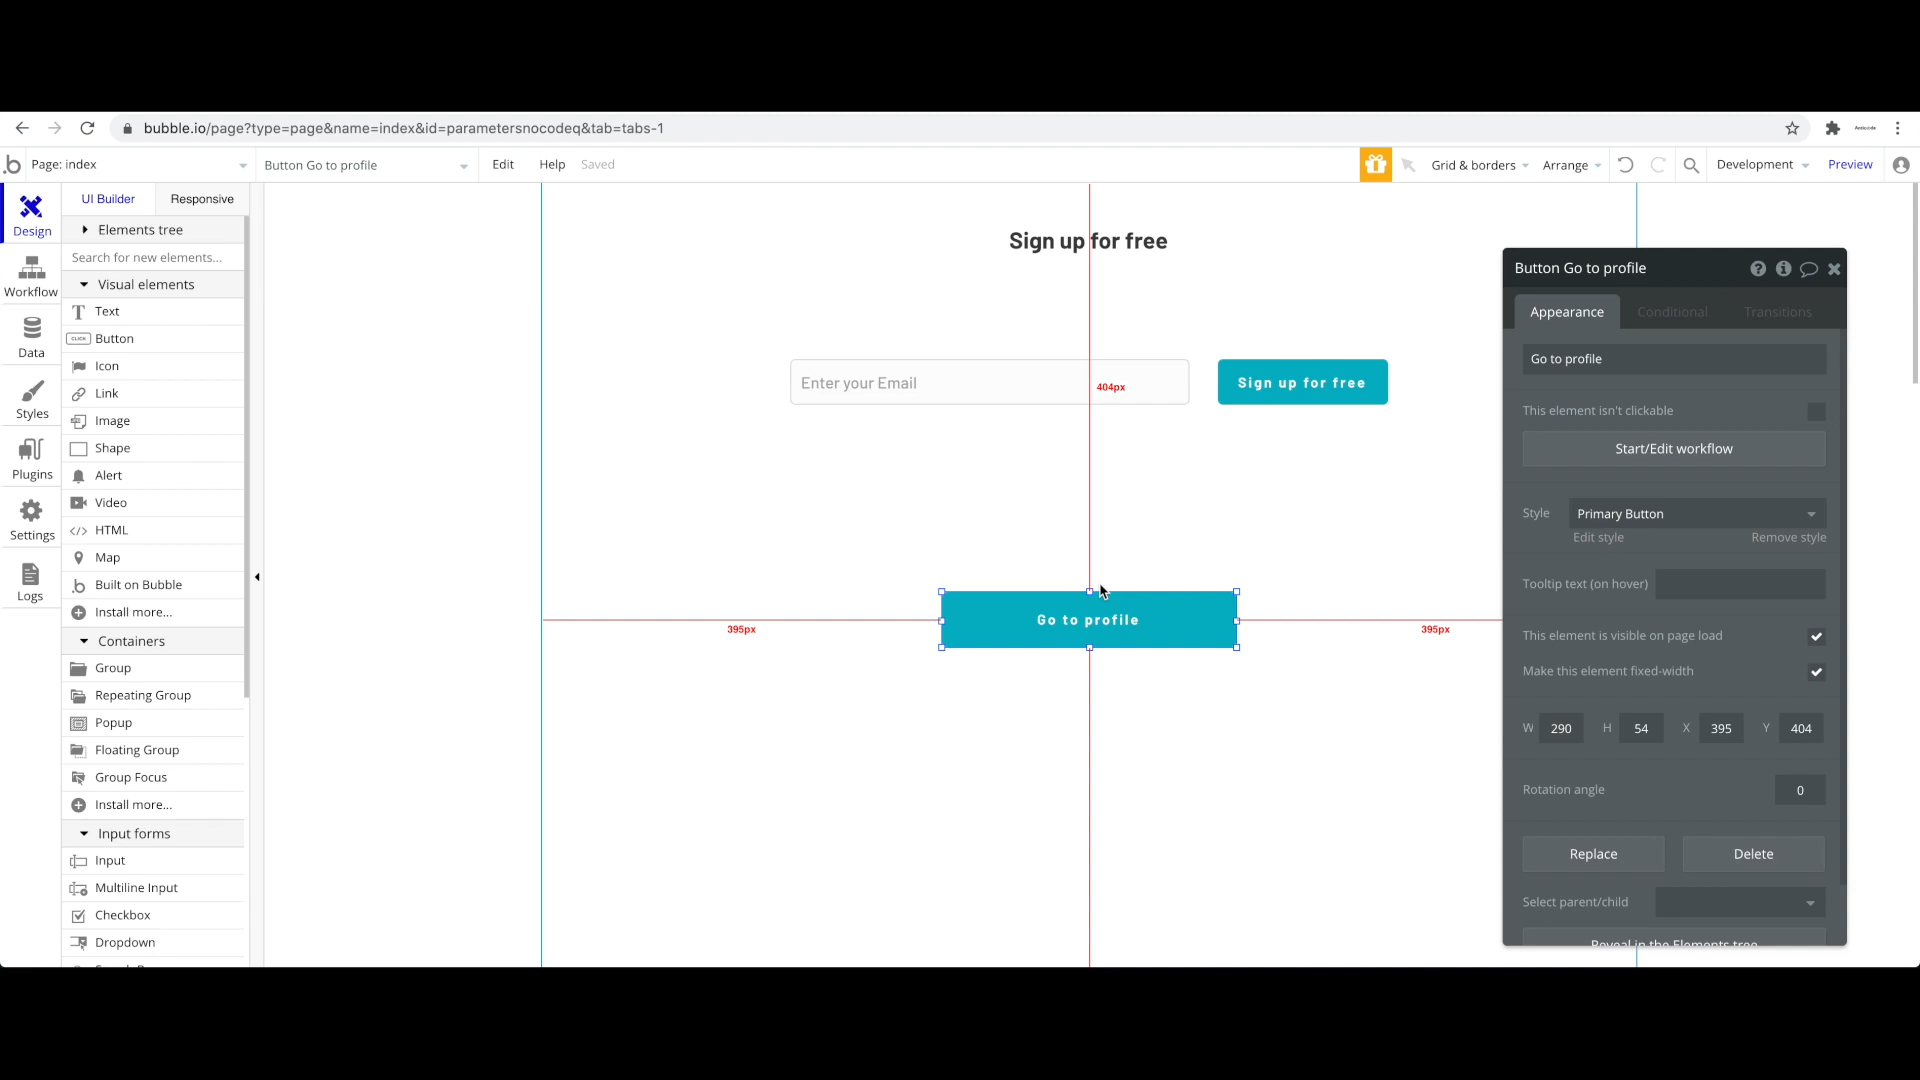 bubble.io/page?type=page&name=index&id=parametersnocodeq&tab=tabs-1
b Page: index Button Go to profile Edit Help Saved Grid & borders Arrange Development Preview
UI Builder Responsive
Design
Elements tree
Search for new elements...
Workflow
Visual elements
Text
CLICK Button
Data
Icon
Link
Styles
Image
Shape
Plugins
Alert
Video
Settings
HTML
Map
Logs
Built on Bubble
Install more...
Containers
Group
Repeating Group
Popup
Floating Group
Group Focus
Install more...
Input forms
Input
Multiline Input
Checkbox
Dropdown
Sign up for free
Enter your Email
404px
Sign up for free
Go to profile
395px
395px
Button Go to profile
Appearance Conditional Transitions
Go to profile
This element isn't clickable
Start/Edit workflow
Style Primary Button
Edit style Remove style
Tooltip text (on hover)
This element is visible on page load
Make this element fixed-width
W 290 H 54 X 395 Y 404
Rotation angle 0
Replace Delete
Select parent/child
Reveal in the Elements tree